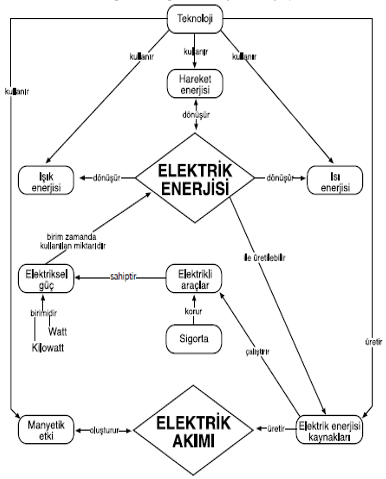 Teknoloji
kullanır
kullanır
kullanır
kullanır
Hareket
enerjisi
dönüşür
Işık
enerjisi
dönüşür
ELEKTRİK
ENERJİSİ
dönüşür
Isı
enerjisi
birim zamanda
kullanılan miktarıdır
ile üretilebilir
Elektriksel
güç
sahiptir
Elektrikli
araçlar
birimidir
korur
Watt
Kilowatt
Sigorta
çalıştırır
üretir
Manyetik
etki
oluşturur
ELEKTRİK
AKIMI
üretir
Elektrik enerjisi
kaynakları